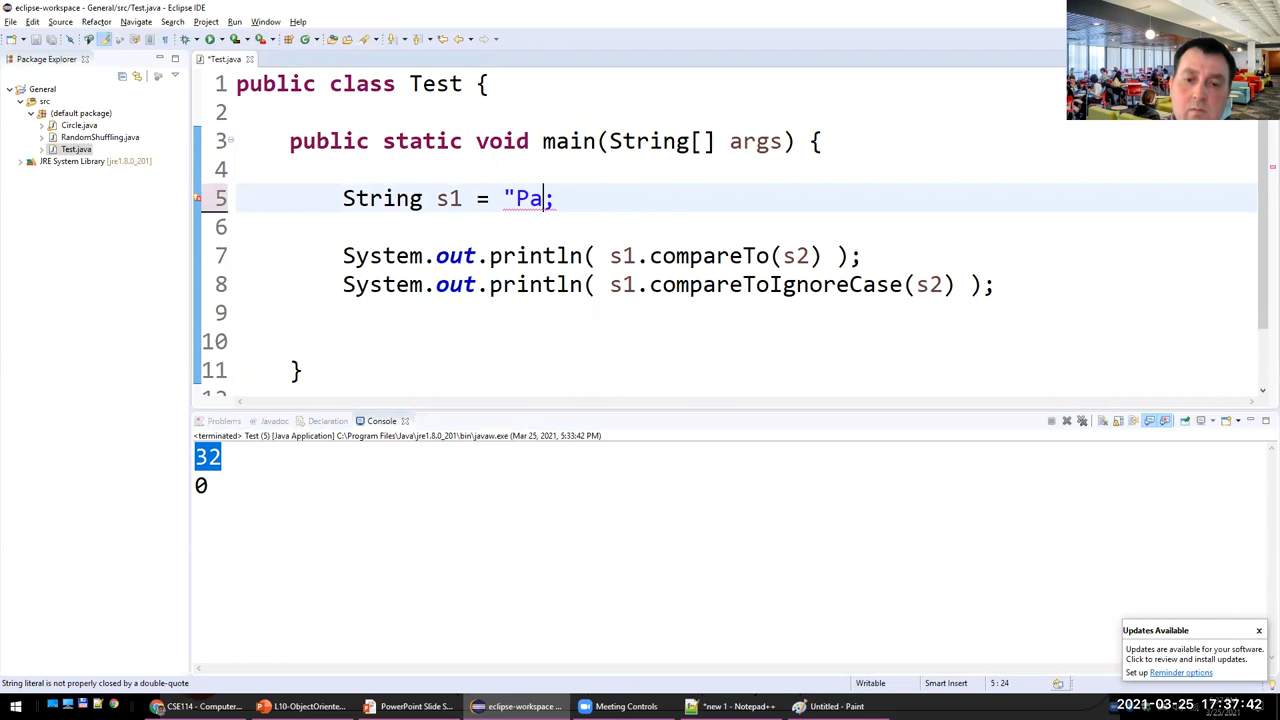 eclipse-workspace - General/src/Test.java - Eclipse IDE
File Edit Source Refactor Navigate Search Project Run Window Help
Package Explorer
*Test.java
General
src
(default package)
Circle.java
RandomShuffling.java
Test.java
JRE System Library [jre1.8.0_201]
1 public class Test {
2
3 public static void main(String[] args) {
4
5 String s1 = "Pa;
6
7 System.out.println( s1.compareTo(s2) );
8 System.out.println( s1.compareToIgnoreCase(s2) );
9
10
11 }
Problems Javadoc Declaration Console
<terminated> Test (5) [Java Application] C:\Program Files\Java\jre1.8.0_201\bin\javaw.exe (Mar 25, 2021, 5:33:42 PM)
32
0
Updates Available
Updates are available for your software.
Click to review and install updates.
Set up Reminder options
String literal is not properly closed by a double-quote
Writable Smart Insert 5 : 24
CSE114 - Computer... L10-ObjectOriente... PowerPoint Slide S... eclipse-workspace ... Meeting Controls *new 1 - Notepad++ Untitled - Paint
2021-03-25 17:37:42